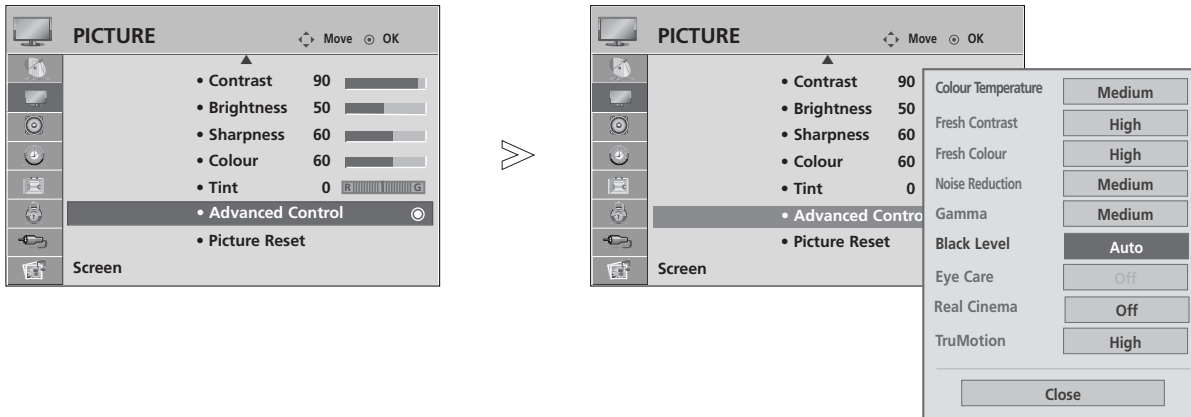 PICTURE Move OK
• Contrast 90
• Brightness 50
• Sharpness 60
• Colour 60
• Tint 0 R G
• Advanced Control
• Picture Reset
Screen
PICTURE Move OK
• Contrast 90
• Brightness 50
• Sharpness 60
• Colour 60
• Tint 0
• Advanced Contro
• Picture Reset
Screen
Colour Temperature Medium
Fresh Contrast High
Fresh Colour High
Noise Reduction Medium
Gamma Medium
Black Level Auto
Eye Care Off
Real Cinema Off
TruMotion High
Close